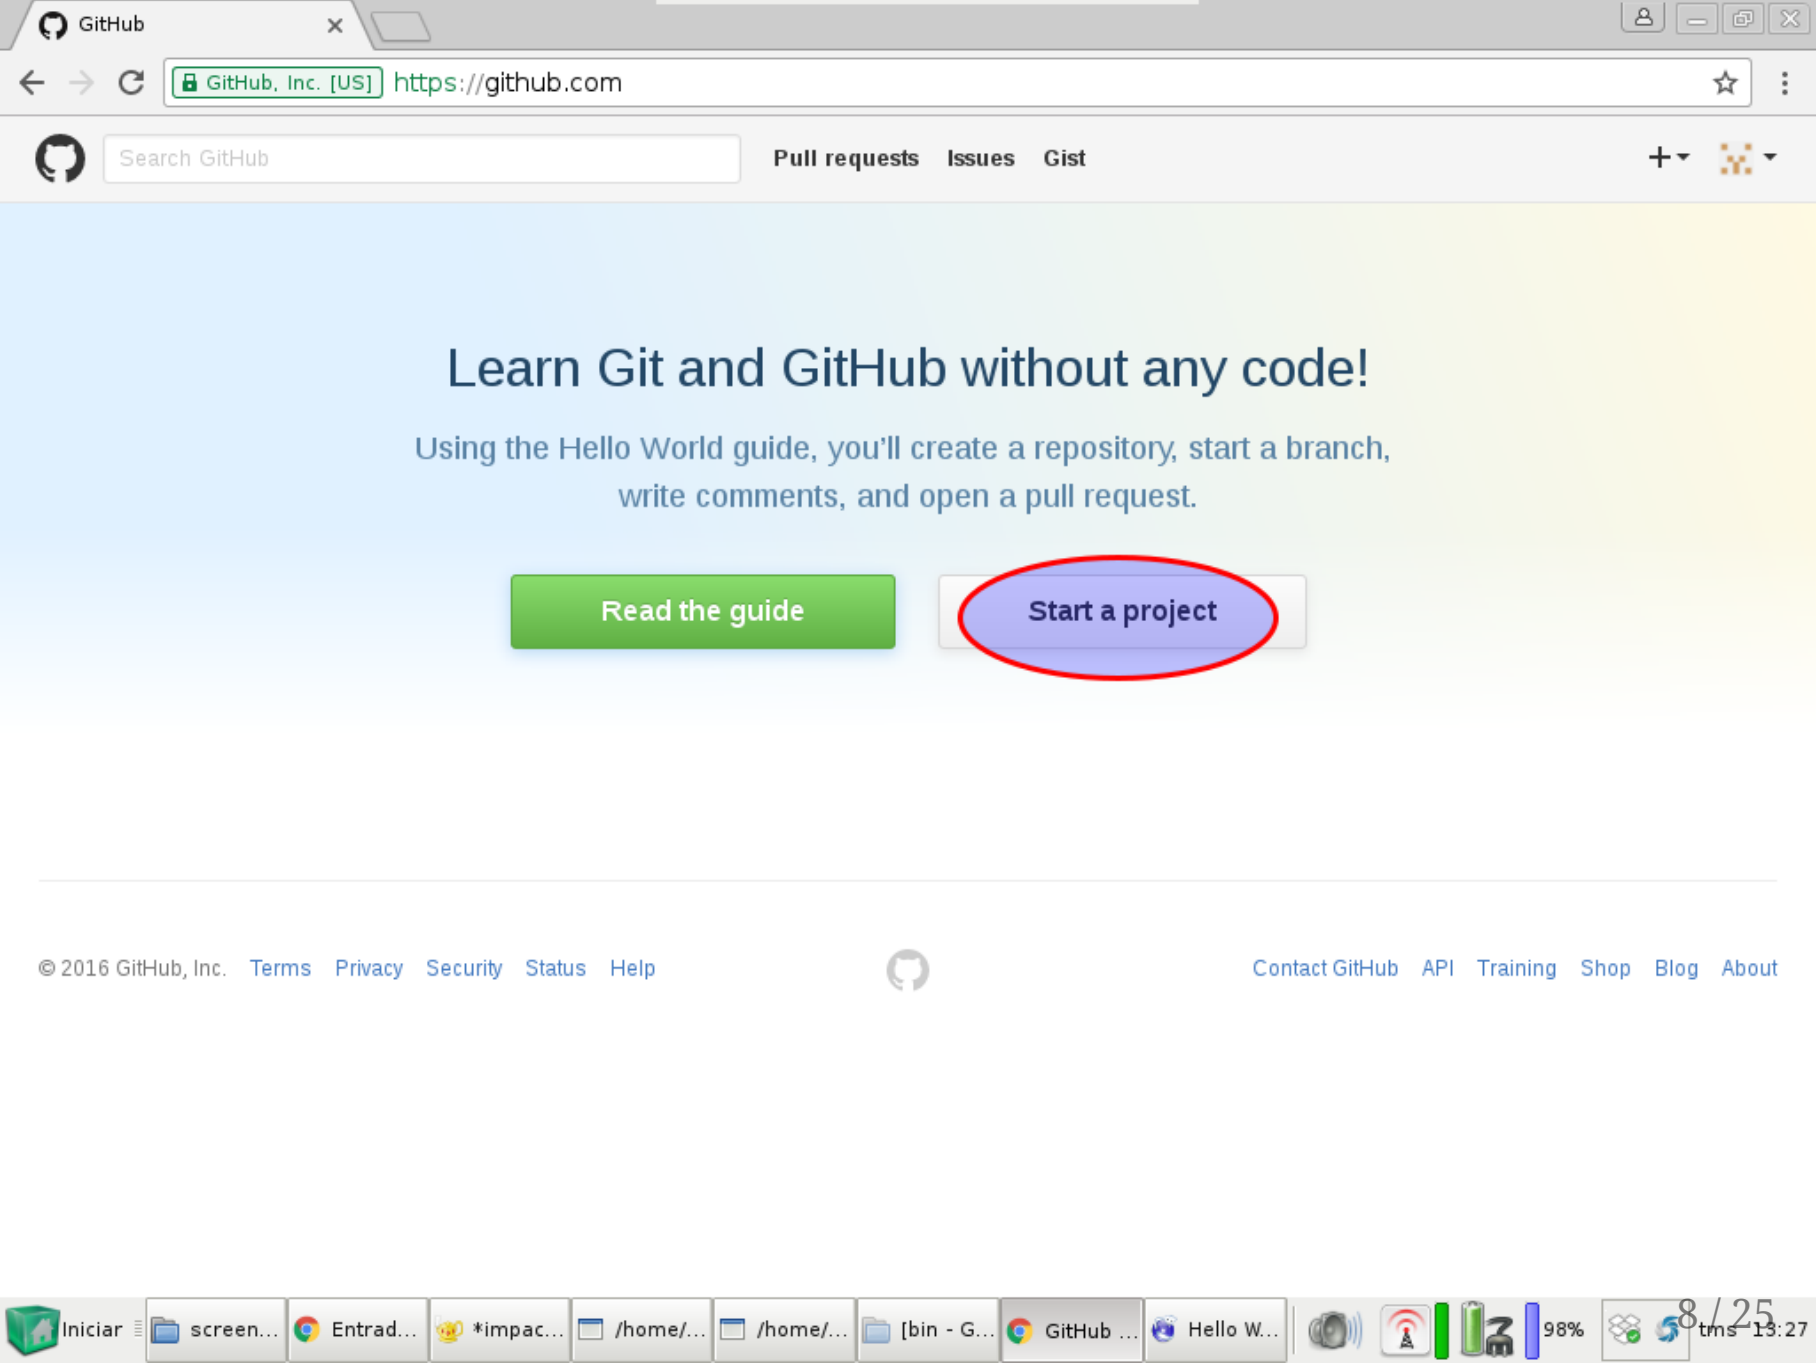 GitHub
GitHub, Inc. [US] https://github.com
Search GitHub Pull requests Issues Gist
Learn Git and GitHub without any code!
Using the Hello World guide, you’ll create a repository, start a branch,
write comments, and open a pull request.
Read the guide Start a project
© 2016 GitHub, Inc. Terms Privacy Security Status Help Contact GitHub API Training Shop Blog About
Iniciar screen... Entrad... *impac... /home/... /home/... [bin - G... GitHub ... Hello W... 98% tms 13:27
8 / 25